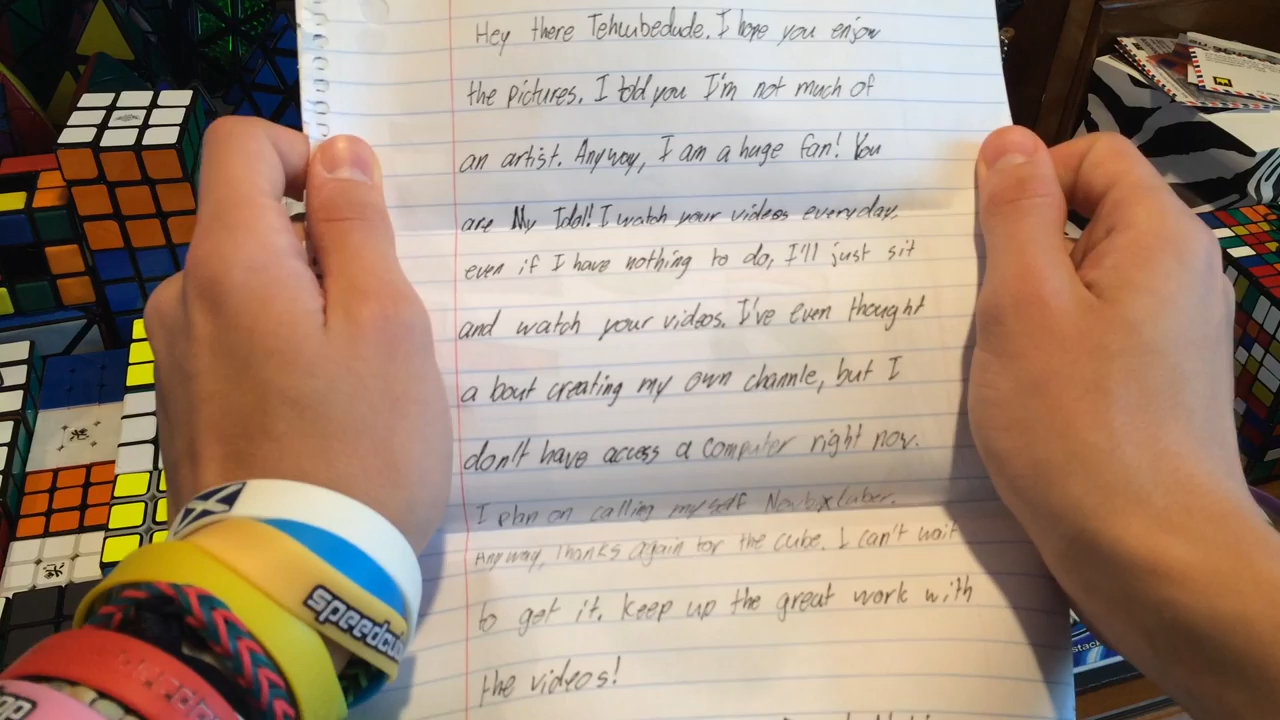 Hey there Tehcubedude. I hope you enjoy
the pictures. I told you I'm not much of
an artist. Anyway, I am a huge fan! You
are My Idol! I watch your videos everyday.
even if I have nothing to do, I'll just sit
and watch your videos. I've even thought
a bout creating my own channle, but I
don't have access a computer right now.
I plan on calling myself
Anyway, Thanks again for the cube. I can't wait
to get it. Keep up the great work with
the videos!
speedcu
stac